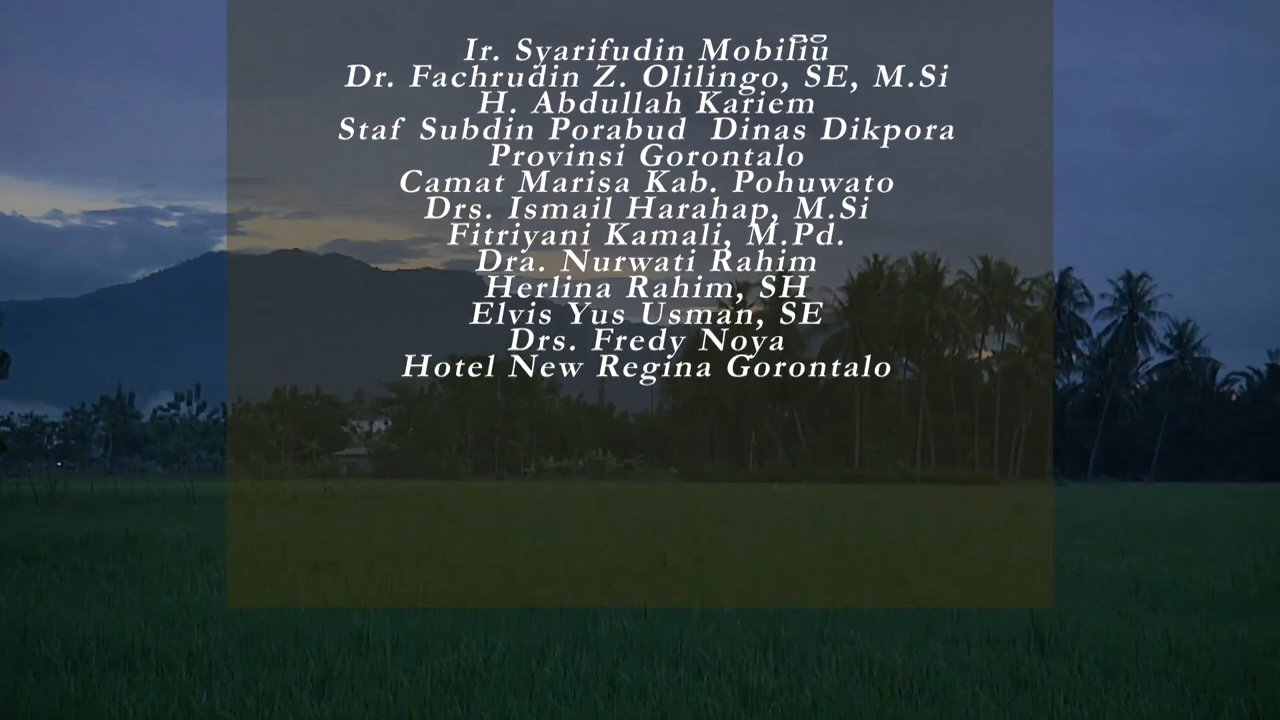 Ir. Syarifudin Mobiliu
Dr. Fachrudin Z. Olilingo, SE, M.Si
H. Abdullah Kariem
Staf Subdin Porabud Dinas Dikpora
Provinsi Gorontalo
Camat Marisa Kab. Pohuwato
Drs. Ismail Harahap, M.Si
Fitriyani Kamali, M.Pd.
Dra. Nurwati Rahim
Herlina Rahim, SH
Elvis Yus Usman, SE
Drs. Fredy Noya
Hotel New Regina Gorontalo